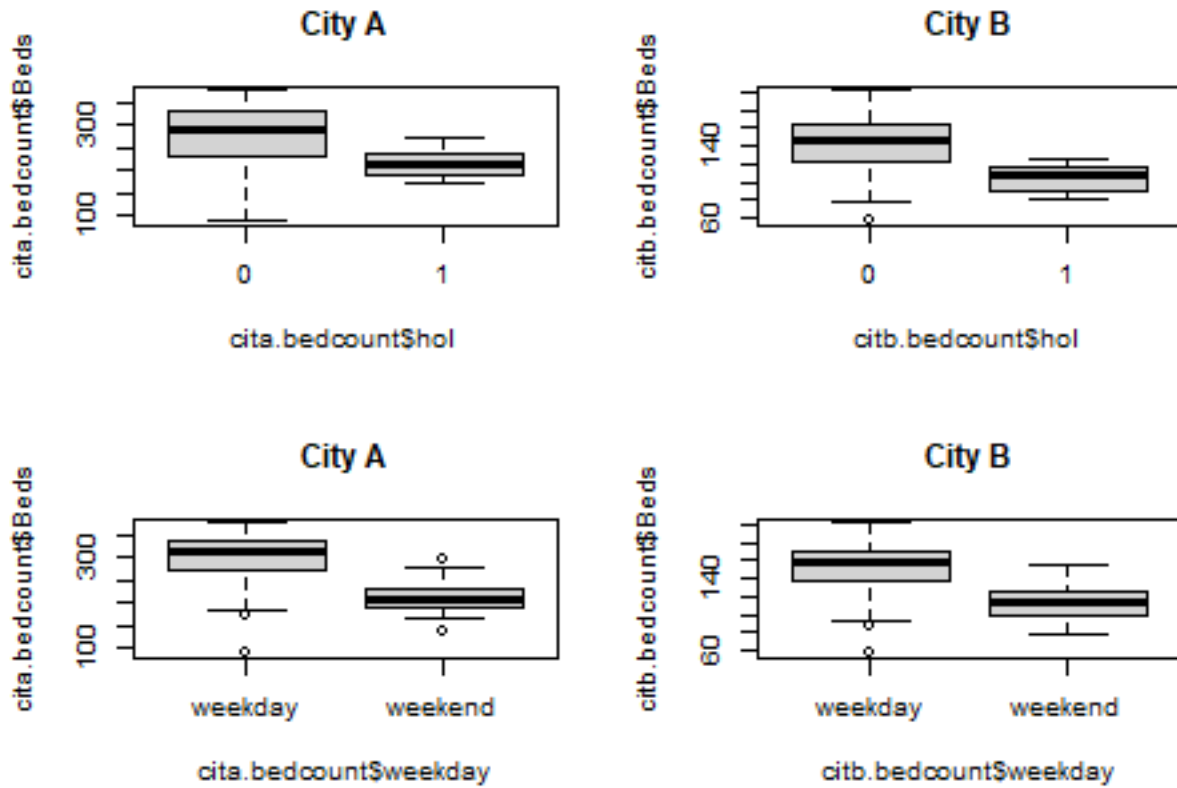 City A
cita.bedcount$Beds
100
300
0
1
cita.bedcount$hol
City B
citb.bedcount$Beds
60
140
0
1
citb.bedcount$hol
City A
cita.bedcount$Beds
100
300
weekday
weekend
cita.bedcount$weekday
City B
citb.bedcount$Beds
60
140
weekday
weekend
citb.bedcount$weekday